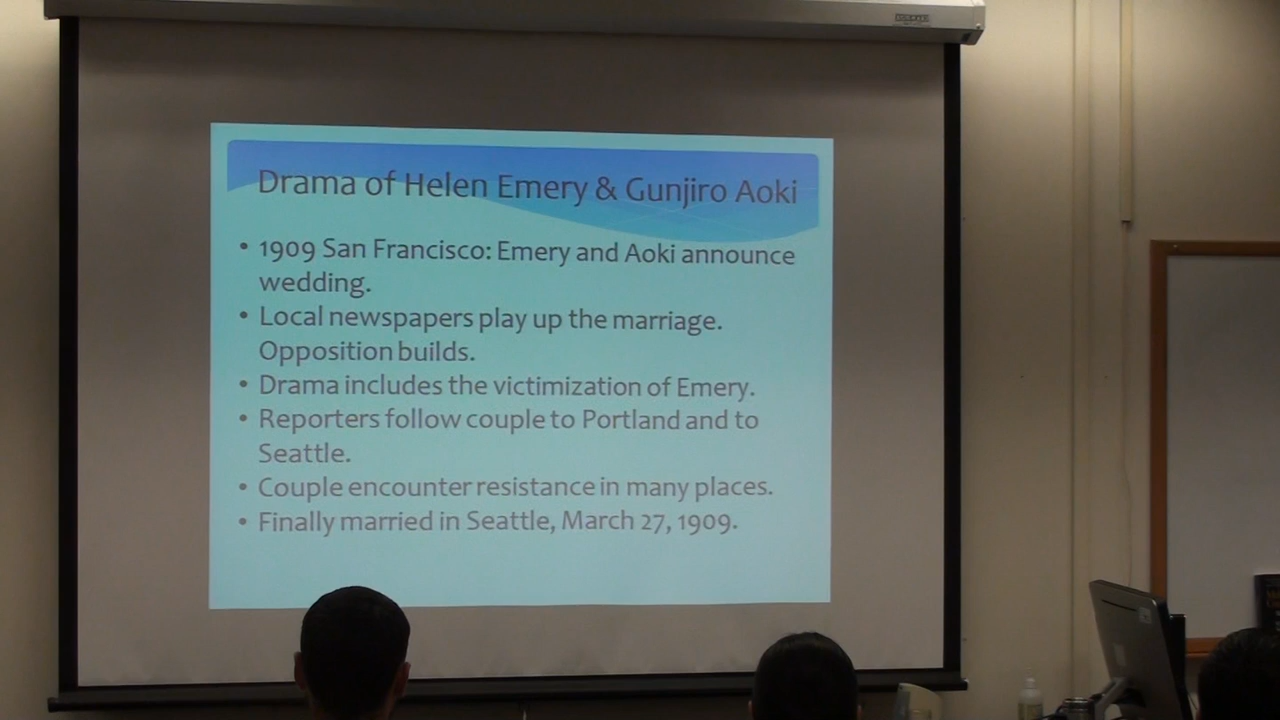 Drama of Helen Emery & Gunjiro Aoki
• 1909 San Francisco: Emery and Aoki announce
wedding.
• Local newspapers play up the marriage.
Opposition builds.
• Drama includes the victimization of Emery.
• Reporters follow couple to Portland and to
Seattle.
• Couple encounter resistance in many places.
• Finally married in Seattle, March 27, 1909.